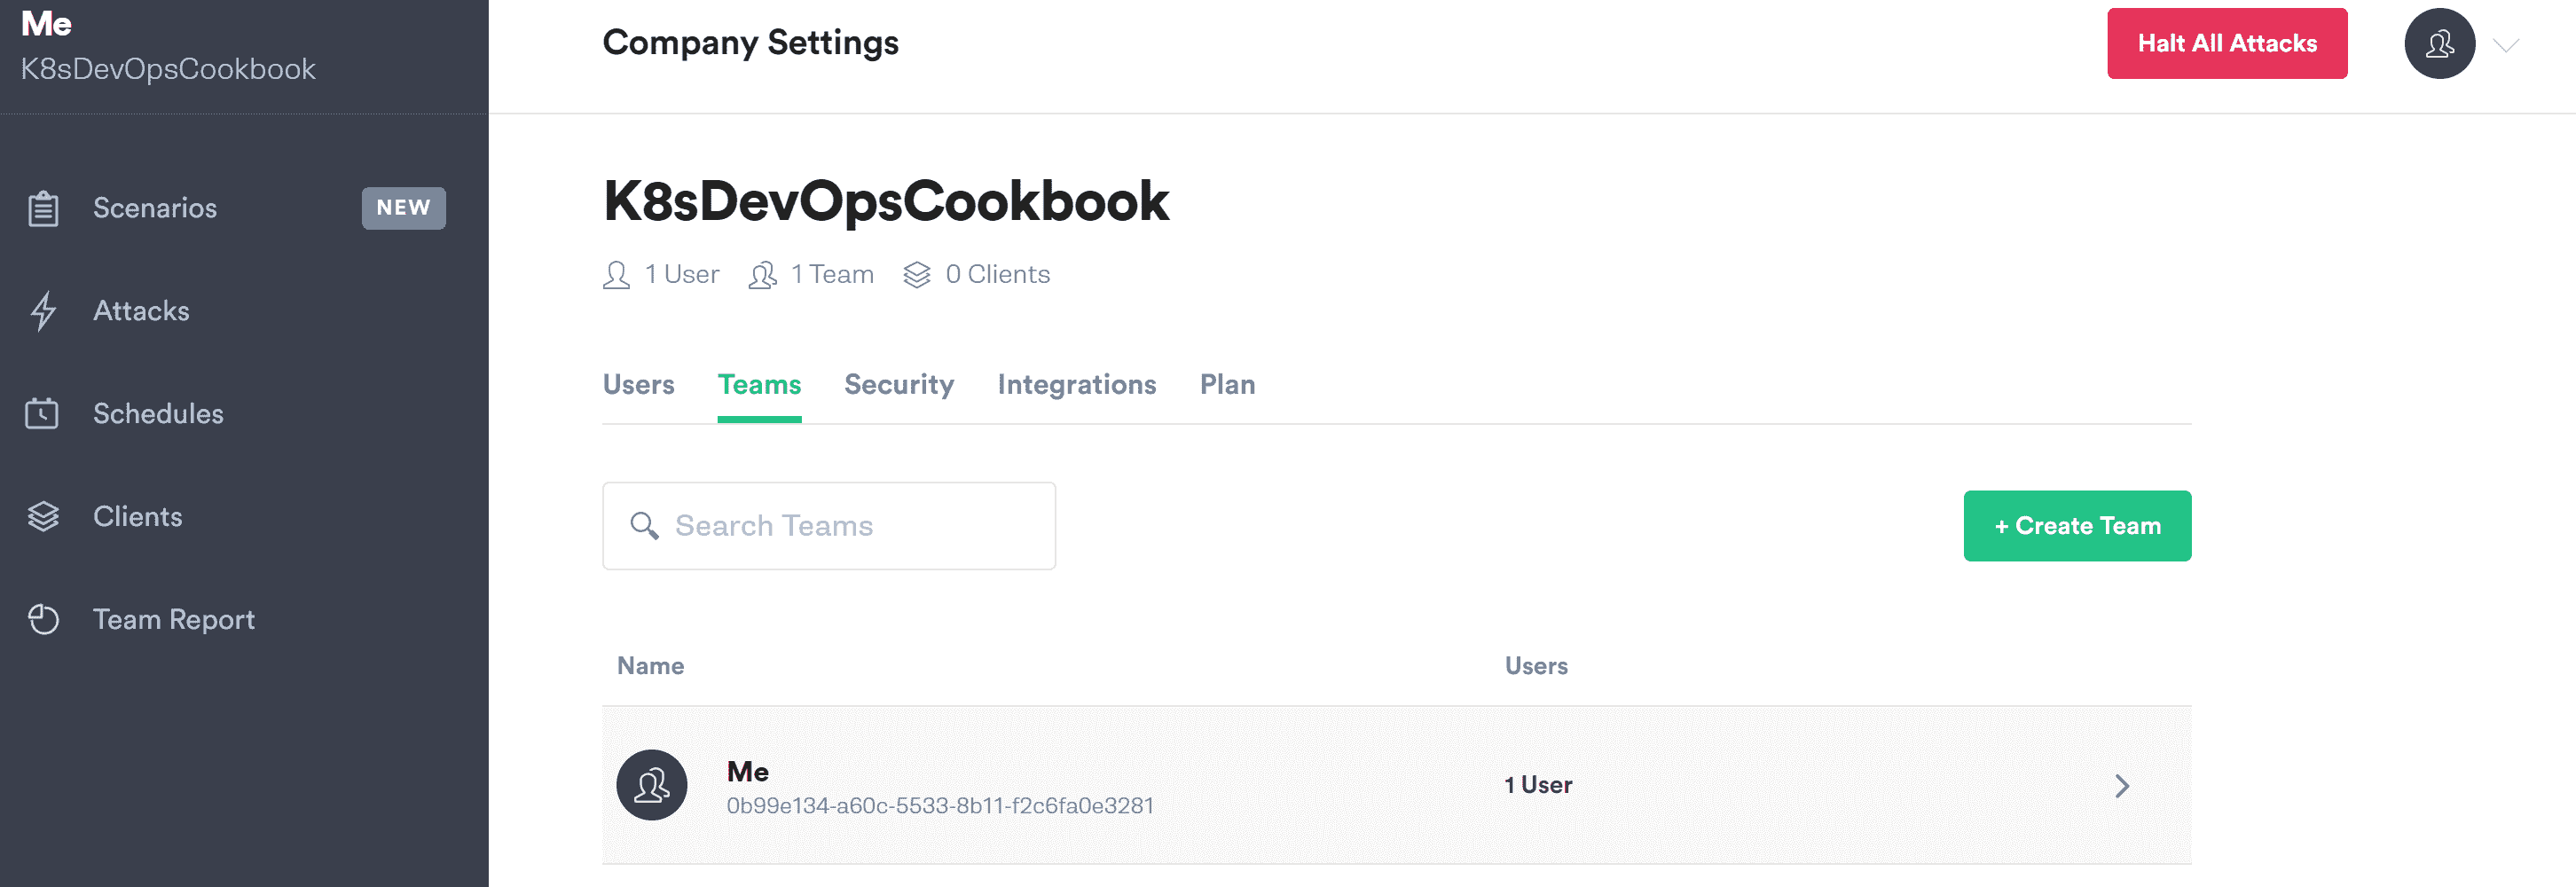 Me
K8sDevOpsCookbook
Scenarios NEW
Attacks
Schedules
Clients
Team Report
Company Settings
Halt All Attacks
K8sDevOpsCookbook
1 User 1 Team 0 Clients
Users Teams Security Integrations Plan
Search Teams
+ Create Team
Name Users
Me
0b99e134-a60c-5533-8b11-f2c6fa0e3281
1 User